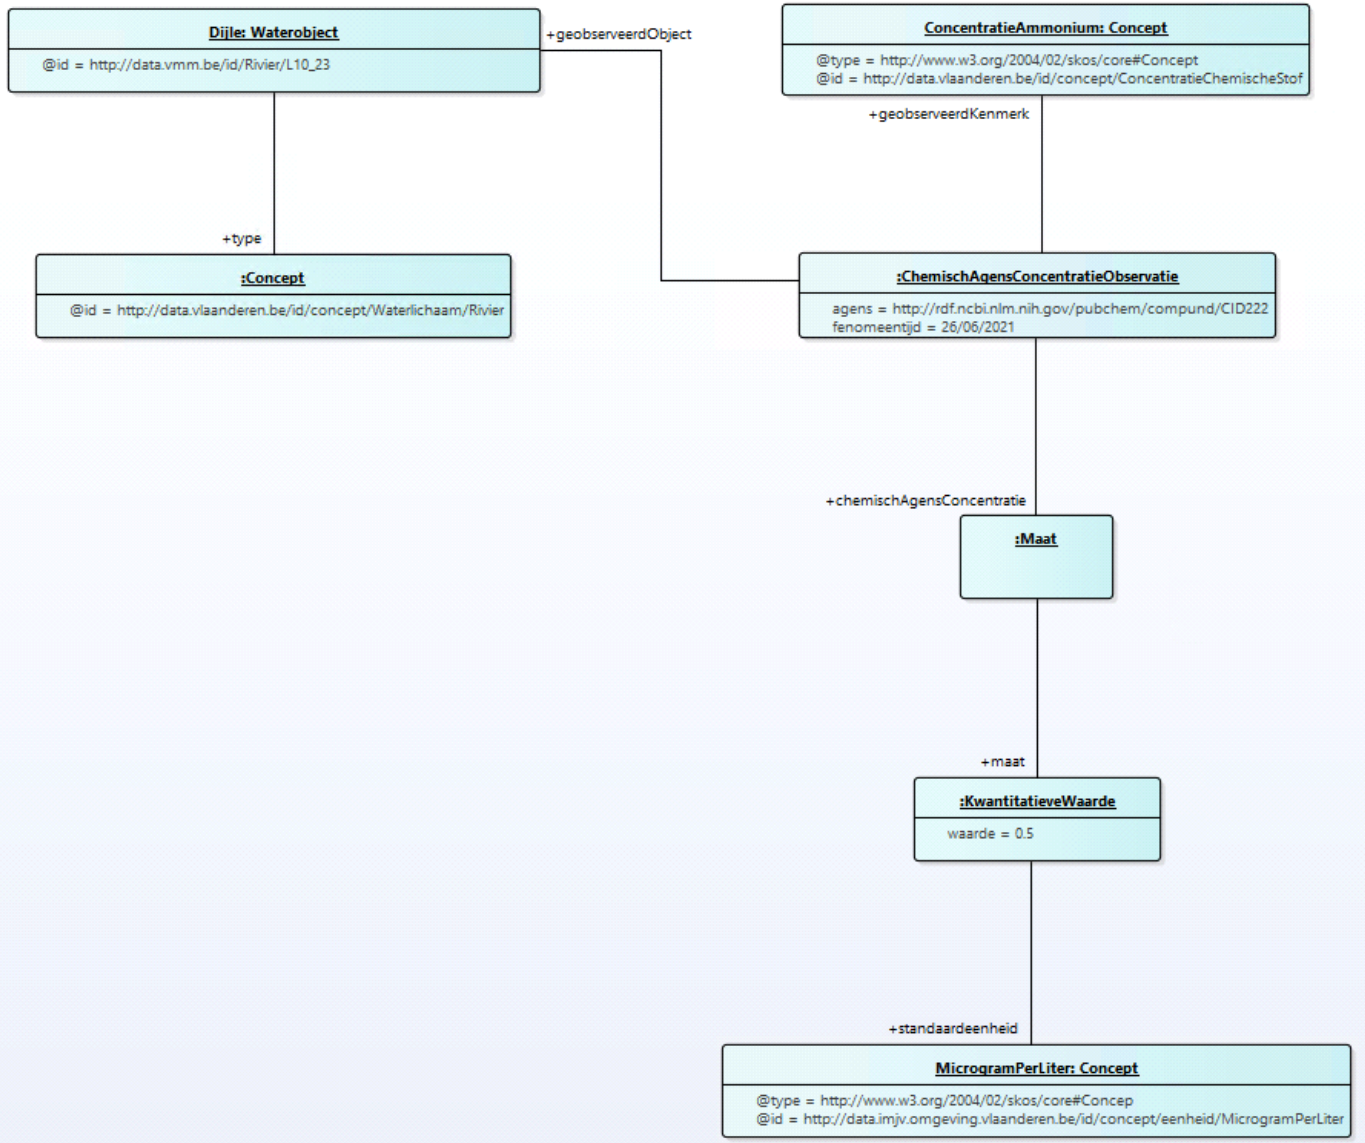 Dijle: Waterobject
@id = http://data.vmm.be/id/Rivier/L10_23
+geobserveerdObject
ConcentratieAmmonium: Concept
@type = http://www.w3.org/2004/02/skos/core#Concept
@id = http://data.vlaanderen.be/id/concept/ConcentratieChemischeStof
+geobserveerdKenmerk
+type
:Concept
@id = http://data.vlaanderen.be/id/concept/Waterlichaam/Rivier
:ChemischAgensConcentratieObservatie
agens = http://rdf.ncbi.nlm.nih.gov/pubchem/compund/CID222
fenomeentijd = 26/06/2021
+chemischAgensConcentratie
:Maat
+maat
:KwantitatieveWaarde
waarde = 0.5
+standaardeenheid
MicrogramPerLiter: Concept
@type = http://www.w3.org/2004/02/skos/core#Concep
@id = http://data.imjv.omgeving.vlaanderen.be/id/concept/eenheid/MicrogramPerLiter